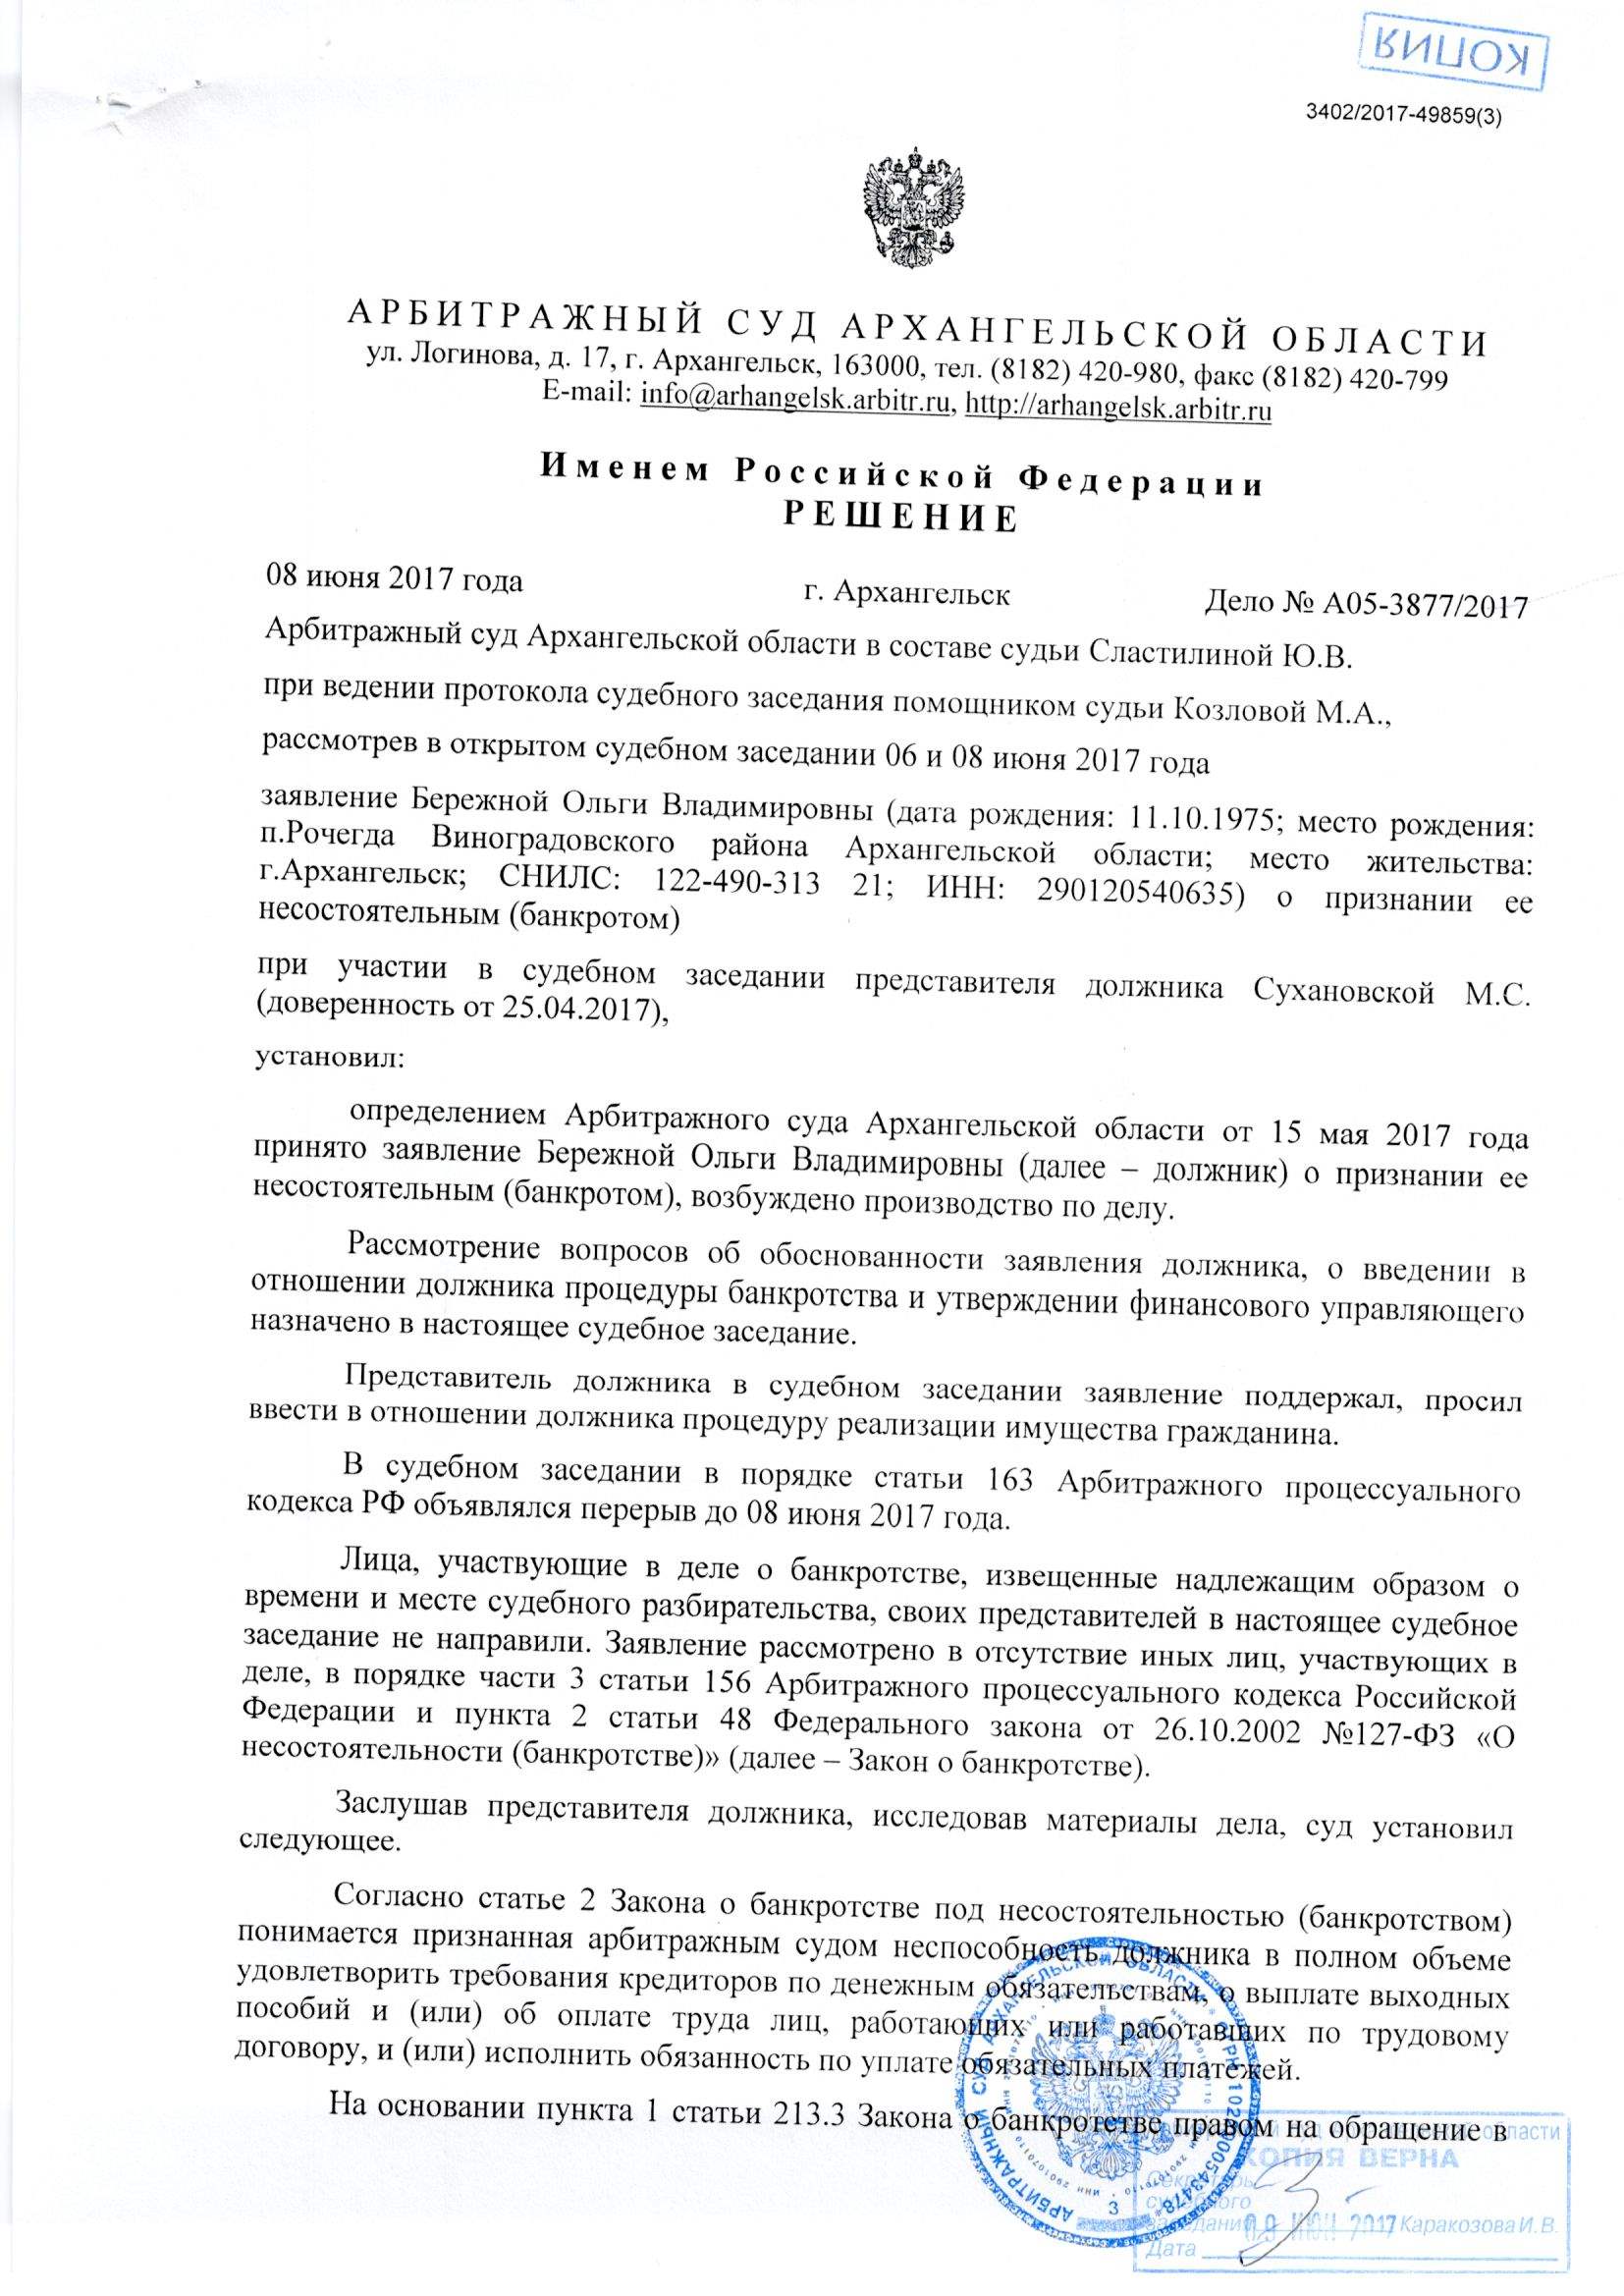 КОПИЯ
3402/2017-49859(3)
АРБИТРАЖНЫЙ СУД АРХАНГЕЛЬСКОЙ ОБЛАСТИ
ул. Логинова, д. 17, г. Архангельск, 163000, тел. (8182) 420-980, факс (8182) 420-799
E-mail: info@arhangelsk.arbitr.ru, http://arhangelsk.arbitr.ru
Именем Российской Федерации
РЕШЕНИЕ
08 июня 2017 года г. Архангельск Дело № А05-3877/2017
Арбитражный суд Архангельской области в составе судьи Сластилиной Ю.В.
при ведении протокола судебного заседания помощником судьи Козловой М.А.,
рассмотрев в открытом судебном заседании 06 и 08 июня 2017 года
заявление Бережной Ольги Владимировны (дата рождения: 11.10.1975; место рождения:
п.Рочегда Виноградовского района Архангельской области; место жительства:
г.Архангельск; СНИЛС: 122-490-313 21; ИНН: 290120540635) о признании ее
несостоятельным (банкротом)
при участии в судебном заседании представителя должника Сухановской М.С.
(доверенность от 25.04.2017),
установил:
определением Арбитражного суда Архангельской области от 15 мая 2017 года
принято заявление Бережной Ольги Владимировны (далее – должник) о признании ее
несостоятельным (банкротом), возбуждено производство по делу.
Рассмотрение вопросов об обоснованности заявления должника, о введении в
отношении должника процедуры банкротства и утверждении финансового управляющего
назначено в настоящее судебное заседание.
Представитель должника в судебном заседании заявление поддержал, просил
ввести в отношении должника процедуру реализации имущества гражданина.
В судебном заседании в порядке статьи 163 Арбитражного процессуального
кодекса РФ объявлялся перерыв до 08 июня 2017 года.
Лица, участвующие в деле о банкротстве, извещенные надлежащим образом о
времени и месте судебного разбирательства, своих представителей в настоящее судебное
заседание не направили. Заявление рассмотрено в отсутствие иных лиц, участвующих в
деле, в порядке части 3 статьи 156 Арбитражного процессуального кодекса Российской
Федерации и пункта 2 статьи 48 Федерального закона от 26.10.2002 №127-ФЗ «О
несостоятельности (банкротстве)» (далее – Закон о банкротстве).
Заслушав представителя должника, исследовав материалы дела, суд установил
следующее.
Согласно статье 2 Закона о банкротстве под несостоятельностью (банкротством)
понимается признанная арбитражным судом неспособность должника в полном объеме
удовлетворить требования кредиторов по денежным обязательствам, о выплате выходных
пособий и (или) об оплате труда лиц, работающих или работавших по трудовому
договору, и (или) исполнить обязанность по уплате обязательных платежей.
На основании пункта 1 статьи 213.3 Закона о банкротстве правом на обращение в
АРБИТРАЖНЫЙ СУД АРХАНГЕЛЬСКОЙ ОБЛАСТИ
3
области
КОПИЯ ВЕРНА
Секретарь
судебного
заседания 09 ИЮН 2017 Каракозова И.В.
Дата